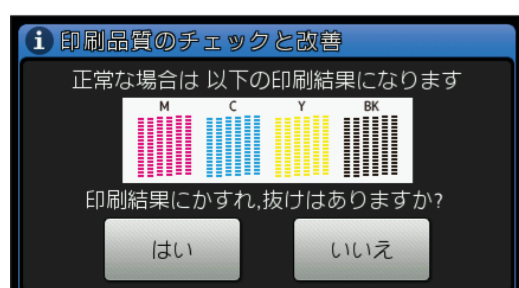 印刷品質のチェックと改善
正常な場合は 以下の印刷結果になります
M C Y BK
印刷結果にかすれ,抜けはありますか?
はい いいえ